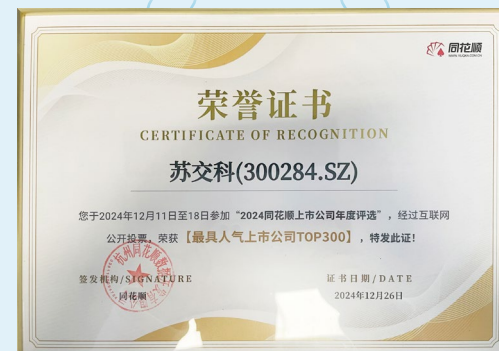 同花顺
荣誉证书
CERTIFICATE OF RECOGNITION
苏交科(300284.SZ)
您于2024年12月11日至18日参加“2024同花顺上市公司年度评选”，经过互联网
公开投票，荣获【最具人气上市公司TOP300】，特发此证！
签发机构/SIGNATURE
同花顺
证书日期/DATE
2024年12月26日